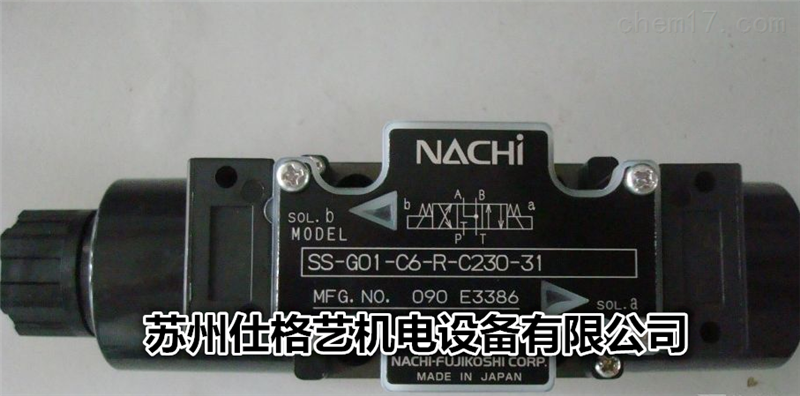 chem17.com
NACHi
A B
b a
SOL.b
P T
MODEL
SS-G01-C6-R-C230-31
MFG.NO. 090 E3386
SOL.a
苏州仕格艺机电设备有限公司
NACHI-FUJIKOSHI CORP.
MADE IN JAPAN